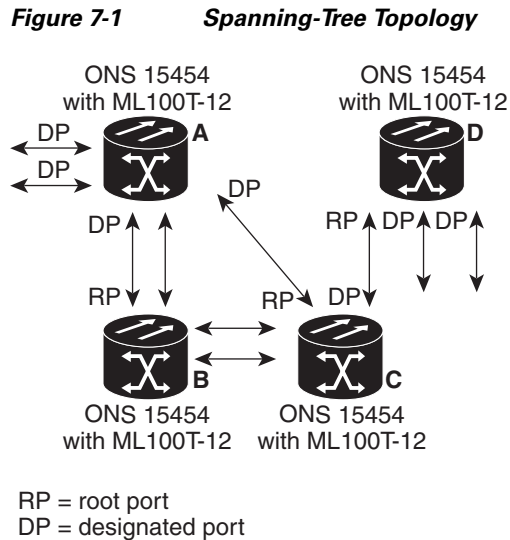 Figure 7-1 Spanning-Tree Topology
ONS 15454
with ML100T-12
A
DP
DP
ONS 15454
with ML100T-12
D
DP
DP
RP DP DP
RP
RP
DP
B
ONS 15454
with ML100T-12
C
ONS 15454
with ML100T-12
RP = root port
DP = designated port